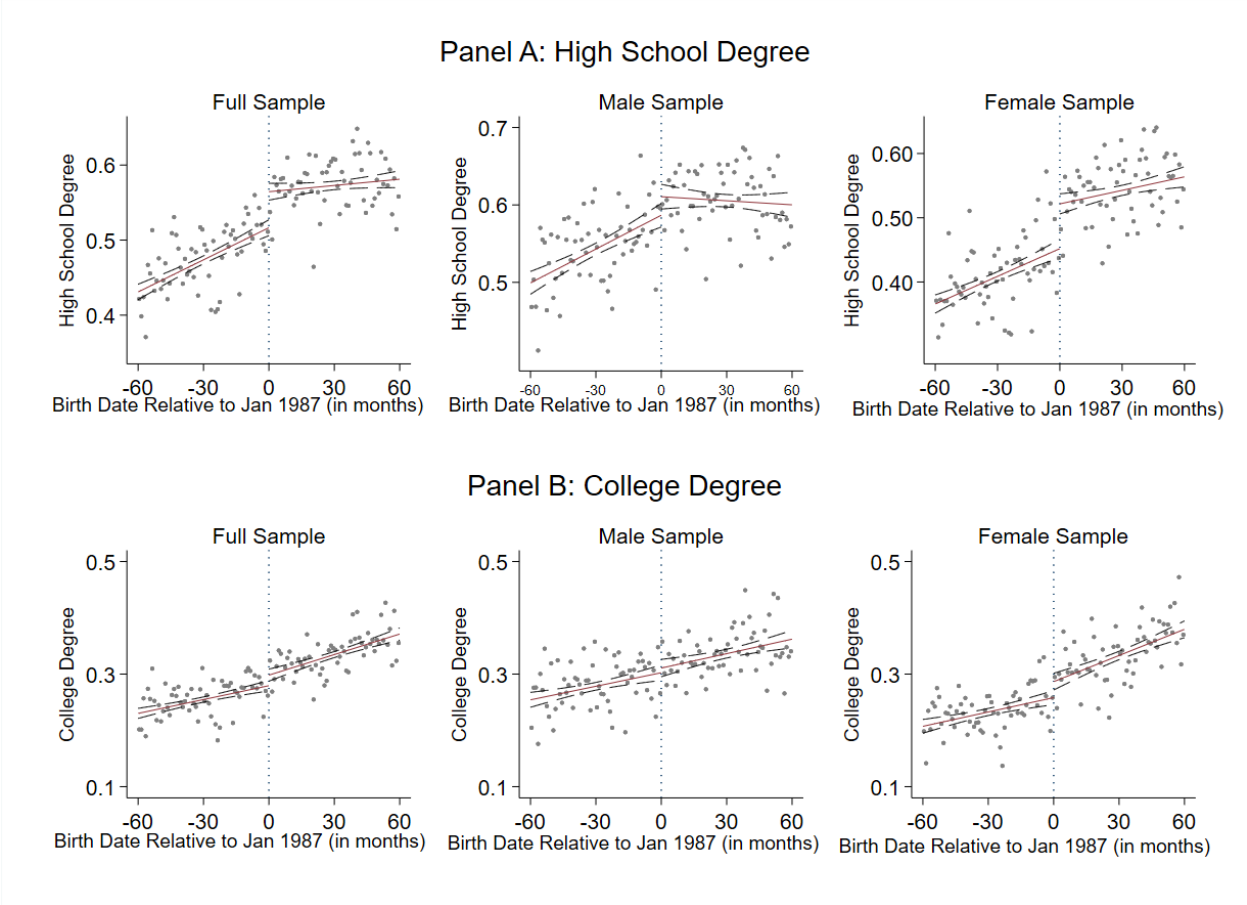 Panel A: High School Degree
Full Sample
High School Degree
0.6
0.5
0.4
-60 -30 0 30 60
Birth Date Relative to Jan 1987 (in months)
Male Sample
High School Degree
0.7
0.6
0.5
-60 -30 0 30 60
Birth Date Relative to Jan 1987 (in months)
Female Sample
High School Degree
0.60
0.50
0.40
-60 -30 0 30 60
Birth Date Relative to Jan 1987 (in months)
Panel B: College Degree
Full Sample
College Degree
0.5
0.3
0.1
-60 -30 0 30 60
Birth Date Relative to Jan 1987 (in months)
Male Sample
College Degree
0.5
0.3
0.1
-60 -30 0 30 60
Birth Date Relative to Jan 1987 (in months)
Female Sample
College Degree
0.5
0.3
0.1
-60 -30 0 30 60
Birth Date Relative to Jan 1987 (in months)